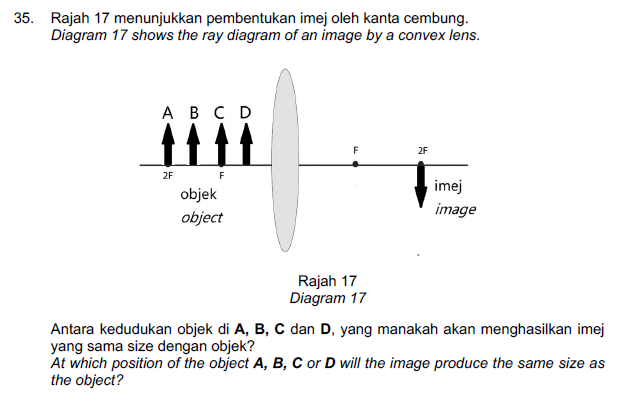 35. Rajah 17 menunjukkan pembentukan imej oleh kanta cembung.
Diagram 17 shows the ray diagram of an image by a convex lens.
A B C D
F 2F
2F F
objek
object
imej
image
Rajah 17
Diagram 17
Antara kedudukan objek di A, B, C dan D, yang manakah akan menghasilkan imej
yang sama size dengan objek?
At which position of the object A, B, C or D will the image produce the same size as
the object?